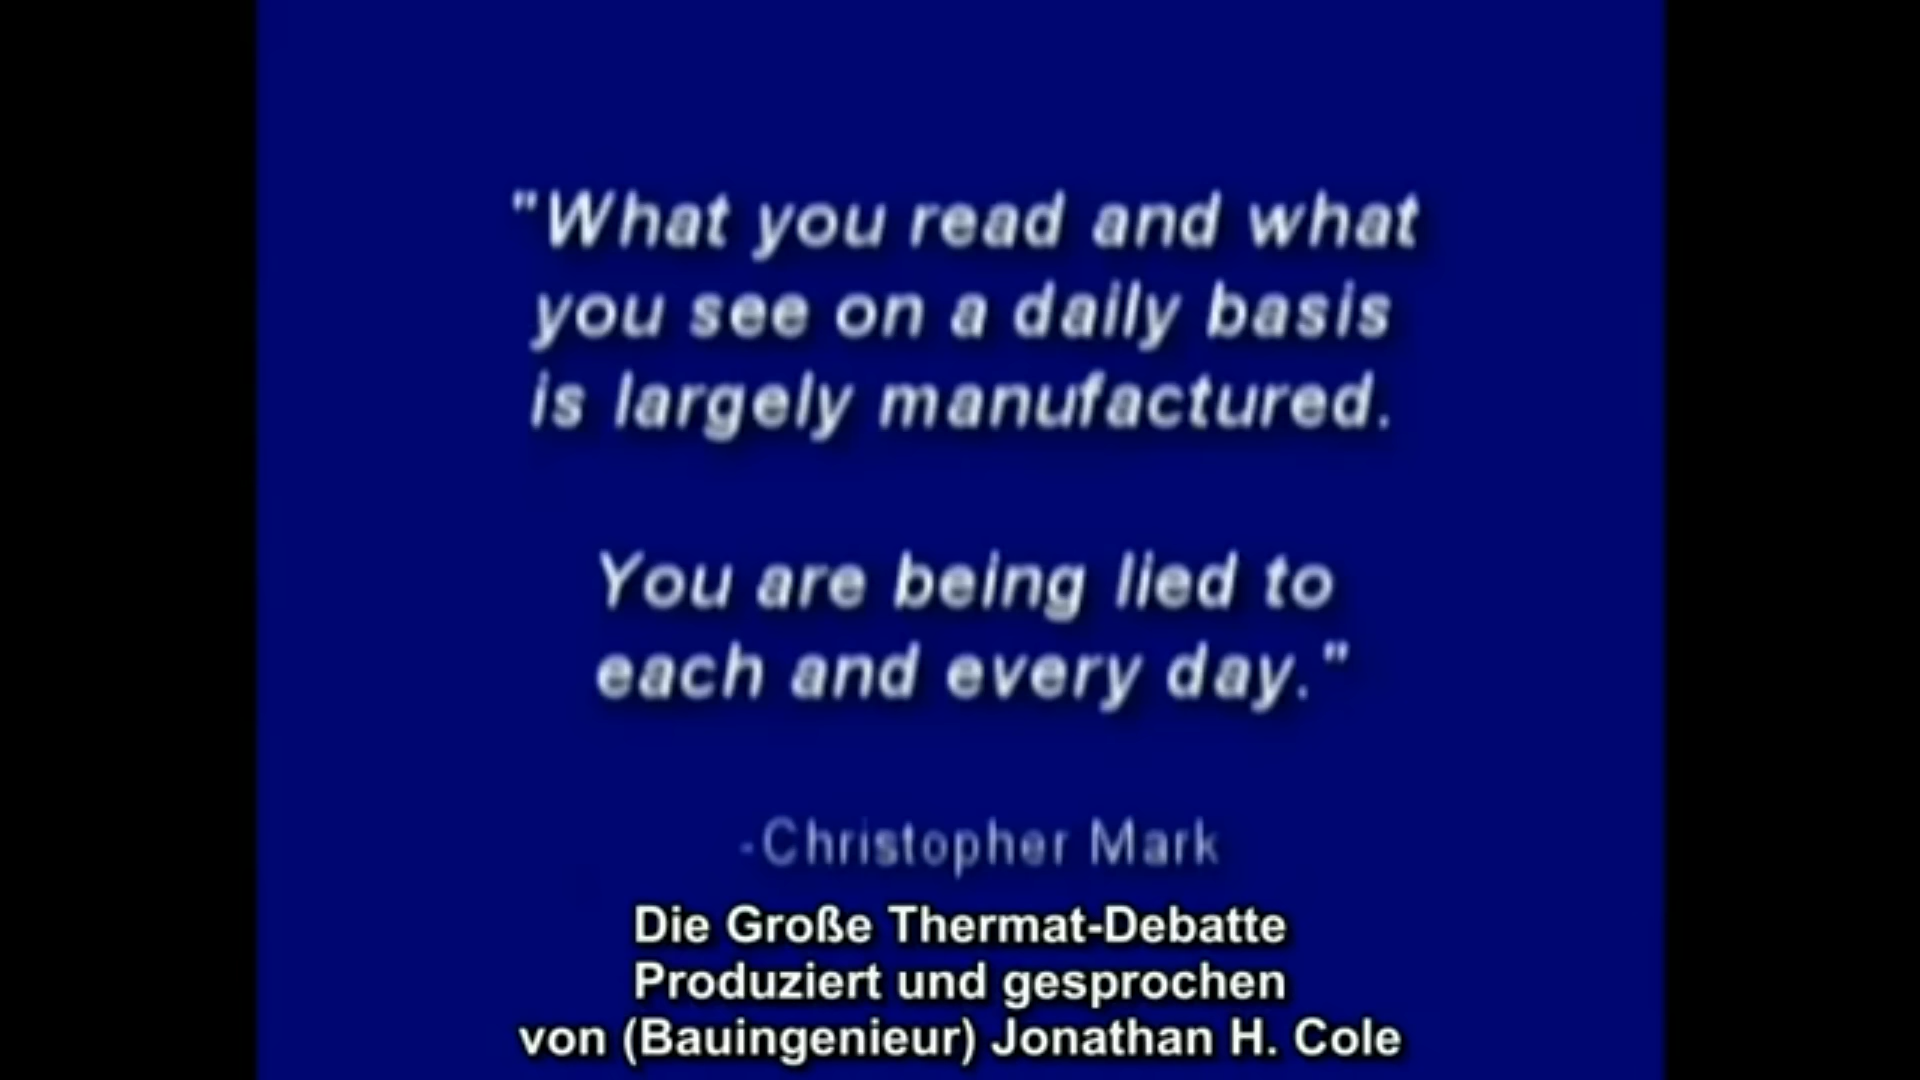 "What you read and what
you see on a daily basis
is largely manufactured.
You are being lied to
each and every day."
-Christopher Mark
Die Große Thermat-Debatte
Produziert und gesprochen
von (Bauingenieur) Jonathan H. Cole